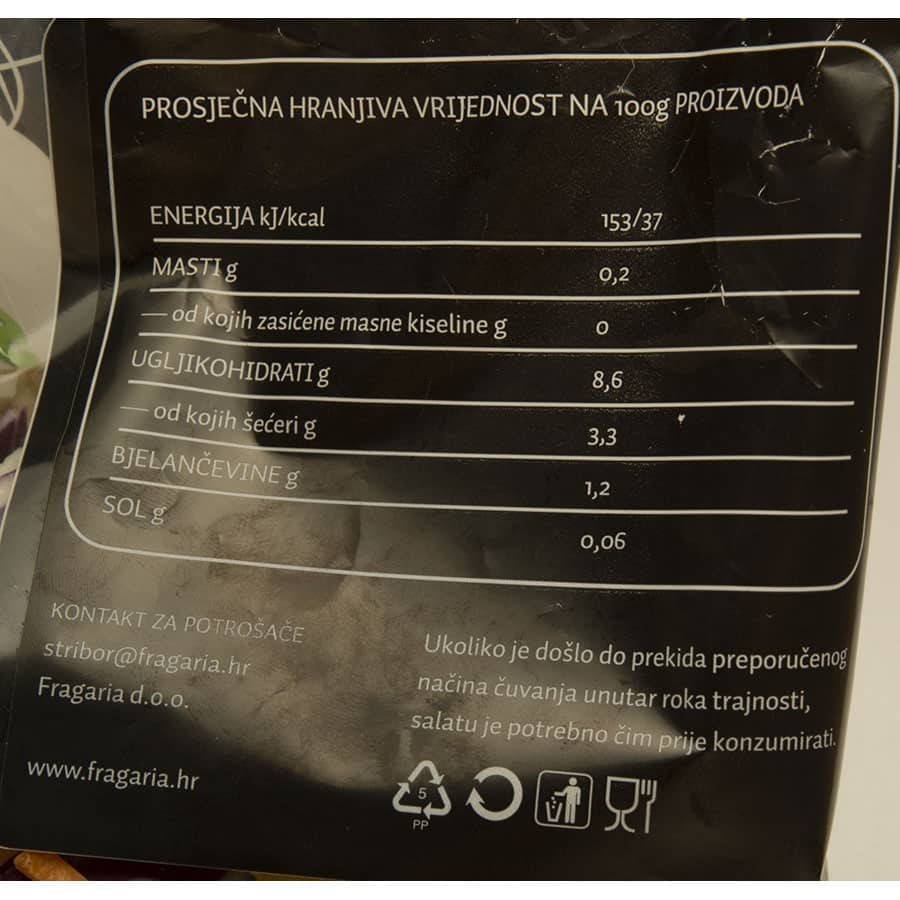 PROSJEČNA HRANJIVA VRIJEDNOST NA 100g PROIZVODA
ENERGIJA kJ/kcal 153/37
MASTI g 0,2
— od kojih zasićene masne kiseline g 0
UGLJIKOHIDRATI g 8,6
— od kojih šećeri g 3,3
BJELANČEVINE g 1,2
SOL g 0,06
KONTAKT ZA POTROŠAČE
stribor@fragaria.hr
Fragaria d.o.o.
www.fragaria.hr
Ukoliko je došlo do prekida preporučenog
načina čuvanja unutar roka trajnosti,
salatu je potrebno čim prije konzumirati.
5
PP